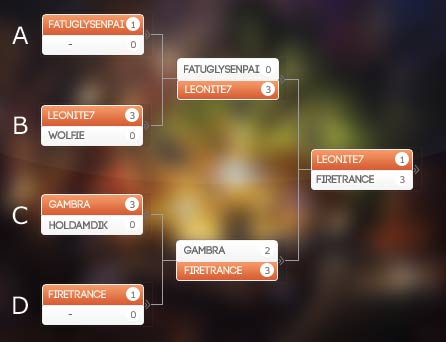 A
FATUGLYSENPAI 1
- 0
B
LEONITE7 3
WOLFIE 0
C
GAMBRA 3
HOLDAMDIK 0
D
FIRETRANCE 1
- 0
FATUGLYSENPAI 0
LEONITE7 3
GAMBRA 2
FIRETRANCE 3
LEONITE7 1
FIRETRANCE 3